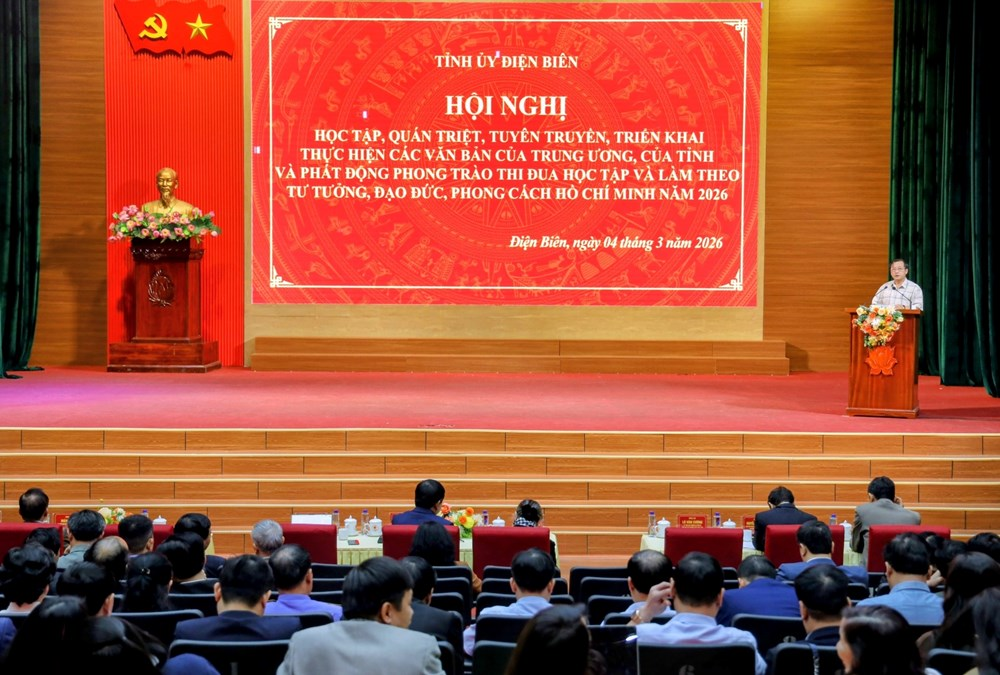 TỈNH ỦY ĐIỆN BIÊN
HỘI NGHỊ
HỌC TẬP, QUÁN TRIỆT, TUYÊN TRUYỀN, TRIỂN KHAI
THỰC HIỆN CÁC VĂN BẢN CỦA TRUNG ƯƠNG, CỦA TỈNH
VÀ PHÁT ĐỘNG PHONG TRÀO THI ĐUA HỌC TẬP VÀ LÀM THEO
TƯ TƯỞNG, ĐẠO ĐỨC, PHONG CÁCH HỒ CHÍ MINH NĂM 2026
Điện Biên, ngày 04 tháng 3 năm 2026